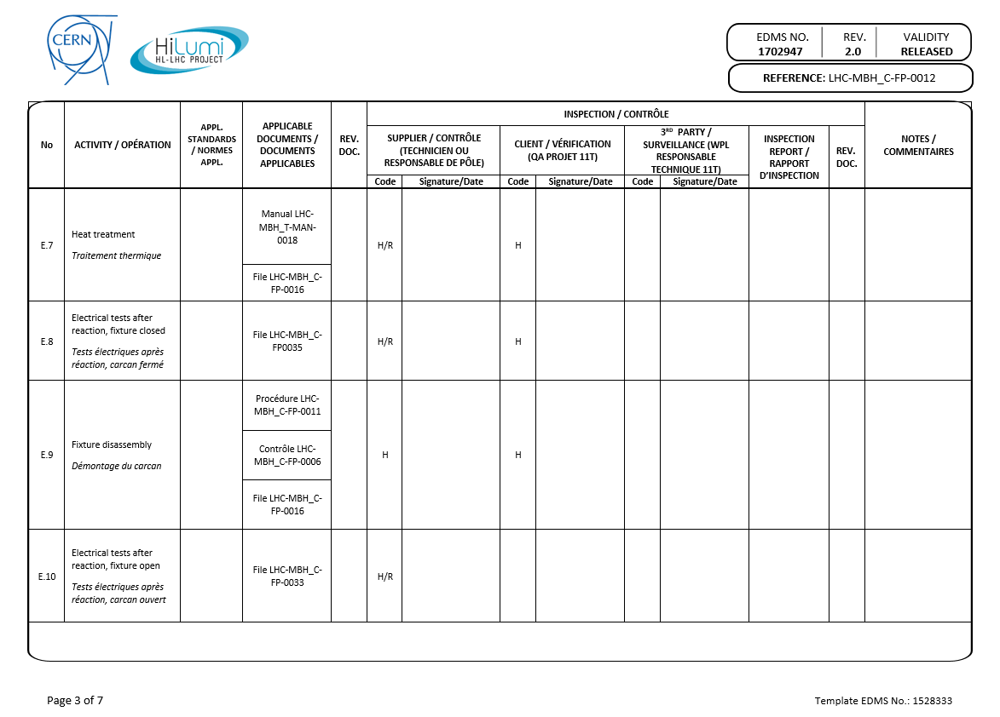 CERN
HiLumi
HL-LHC PROJECT
EDMS NO.
1702947
REV.
2.0
VALIDITY
RELEASED
REFERENCE: LHC-MBH_C-FP-0012
No
ACTIVITY / OPÉRATION
APPL.
STANDARDS
/ NORMES
APPL.
APPLICABLE
DOCUMENTS /
DOCUMENTS
APPLICABLES
REV.
DOC.
INSPECTION / CONTRÔLE
SUPPLIER / CONTRÔLE
(TECHNICIEN OU
RESPONSABLE DE PÔLE)
CLIENT / VÉRIFICATION
(QA PROJET 11T)
3RD PARTY /
SURVEILLANCE (WPL
RESPONSABLE
TECHNIQUE 11T)
INSPECTION
REPORT /
RAPPORT
D'INSPECTION
REV.
DOC.
NOTES /
COMMENTAIRES
Code
Signature/Date
Code
Signature/Date
Code
Signature/Date
E.7
Heat treatment
Traitement thermique
Manual LHC-
MBH_T-MAN-
0018
File LHC-MBH_C-
FP-0016
H/R
H
E.8
Electrical tests after
reaction, fixture closed
Tests électriques après
réaction, carcan fermé
File LHC-MBH_C-
FP0035
H/R
H
E.9
Fixture disassembly
Démontage du carcan
Procédure LHC-
MBH_C-FP-0011
Contrôle LHC-
MBH_C-FP-0006
File LHC-MBH_C-
FP-0016
H
H
E.10
Electrical tests after
reaction, fixture open
Tests électriques après
réaction, carcan ouvert
File LHC-MBH_C-
FP-0033
H/R
Page 3 of 7
Template EDMS No.: 1528333